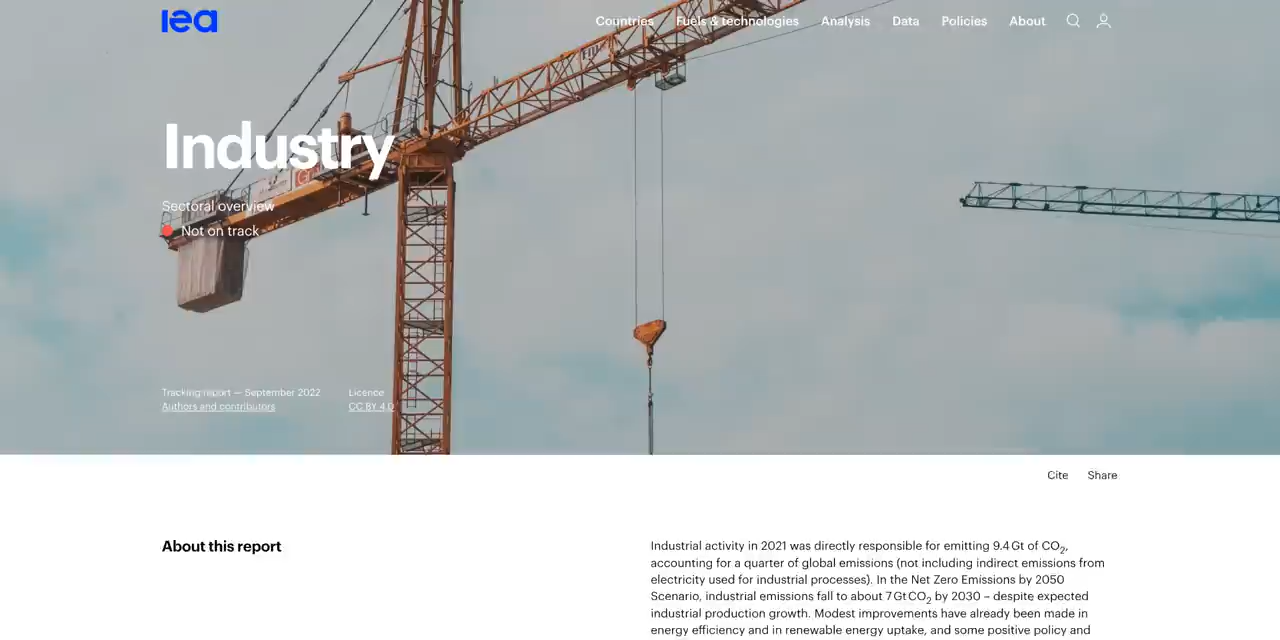 iea
Countries Fuels & technologies Analysis Data Policies About
Industry
Sectoral overview
Not on track
Tracking report — September 2022 Licence
Authors and contributors CC BY 4.0
Cite Share
About this report
Industrial activity in 2021 was directly responsible for emitting 9.4 Gt of CO₂,
accounting for a quarter of global emissions (not including indirect emissions from
electricity used for industrial processes). In the Net Zero Emissions by 2050
Scenario, industrial emissions fall to about 7 Gt CO₂ by 2030 – despite expected
industrial production growth. Modest improvements have already been made in
energy efficiency and in renewable energy uptake, and some positive policy and